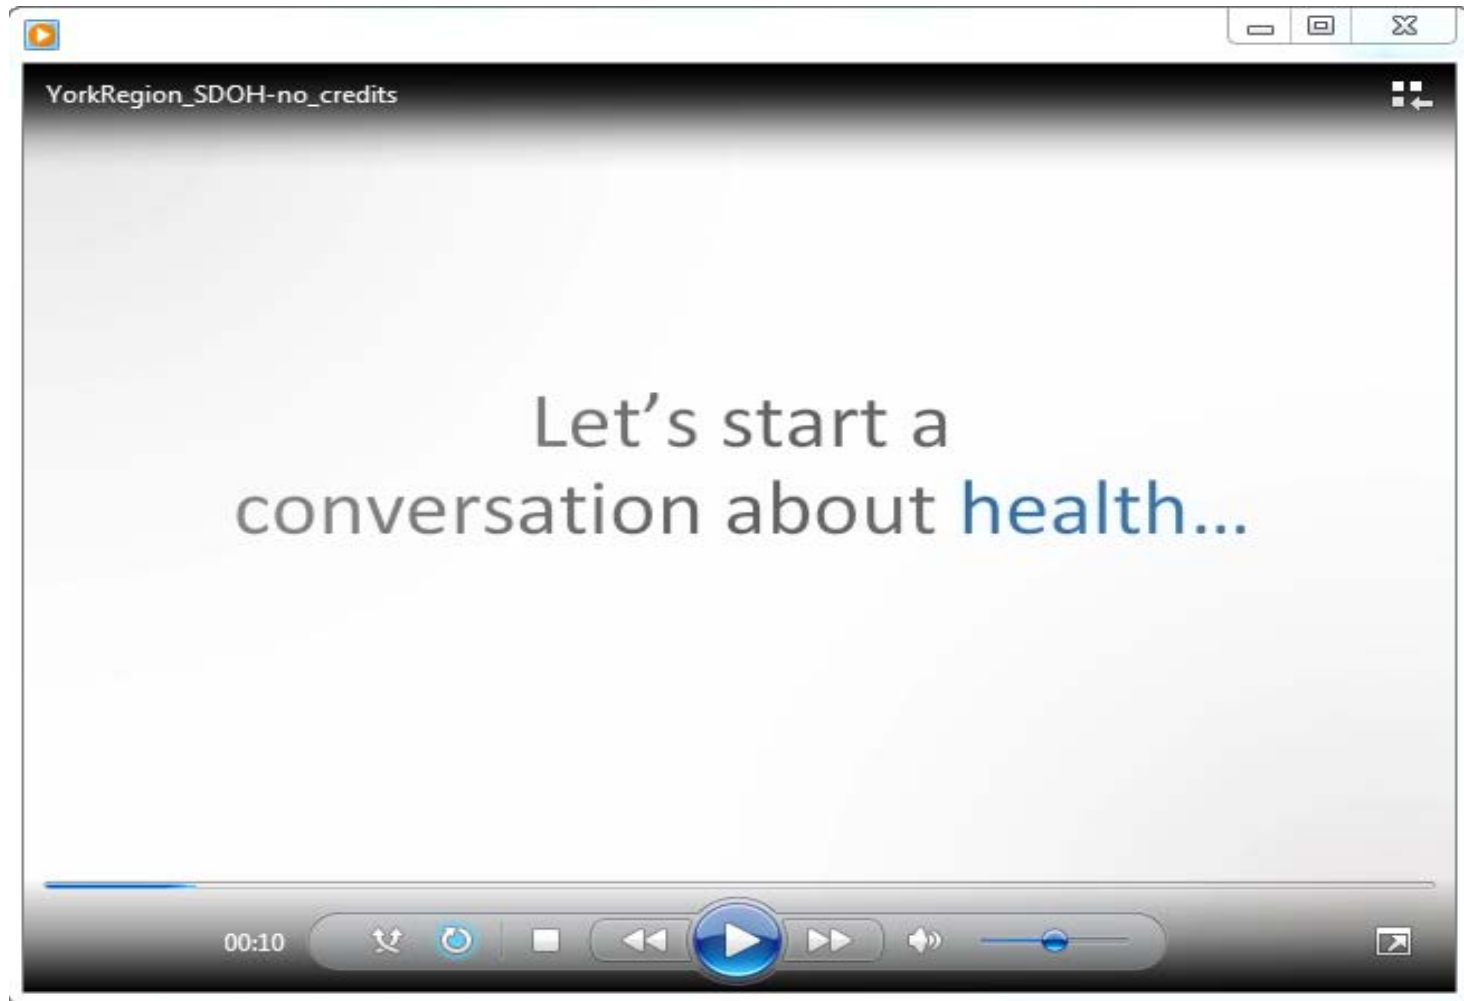 YorkRegion_SDOH-no_credits
Let’s start a
conversation about health...
00:10